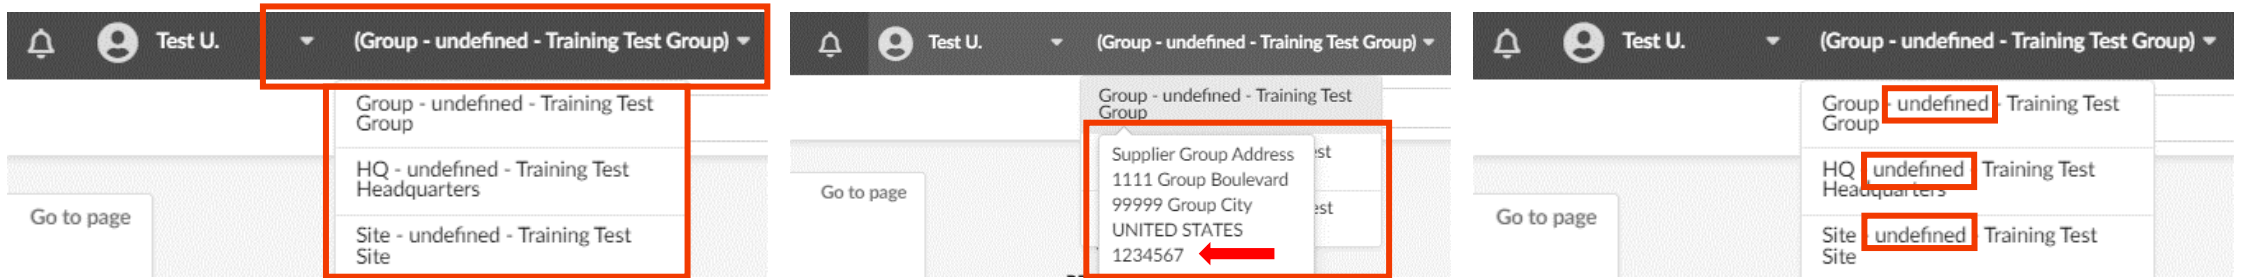 Test U.
(Group - undefined - Training Test Group)
Group - undefined - Training Test
Group
HQ - undefined - Training Test
Headquarters
Site - undefined - Training Test
Site
Go to page
Test U.
(Group - undefined - Training Test Group)
Group - undefined - Training Test
Group
Supplier Group Address
1111 Group Boulevard
99999 Group City
UNITED STATES
1234567
Go to page
Test U.
(Group - undefined - Training Test Group)
Group - undefined - Training Test
Group
HQ - undefined - Training Test
Headquarters
Site - undefined - Training Test
Site
Go to page